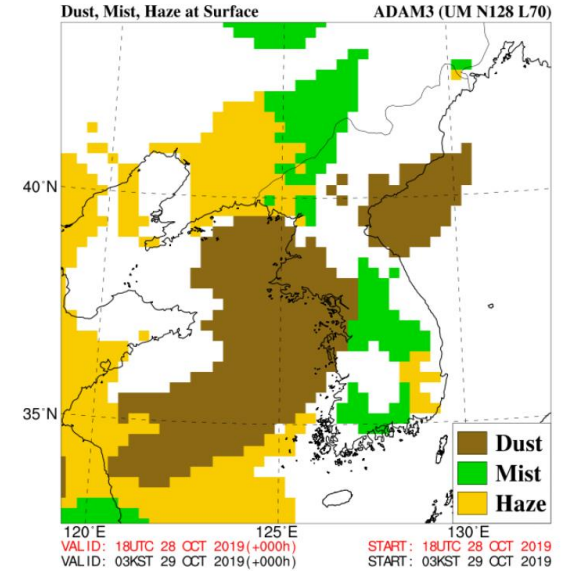 Dust, Mist, Haze at Surface ADAM3 (UM N128 L70)
40°N
35°N
Dust
Mist
Haze
120°E 125°E 130°E
VALID: 18UTC 28 OCT 2019(+000h) START: 18UTC 28 OCT 2019
VALID: 03KST 29 OCT 2019(+000h) START: 03KST 29 OCT 2019